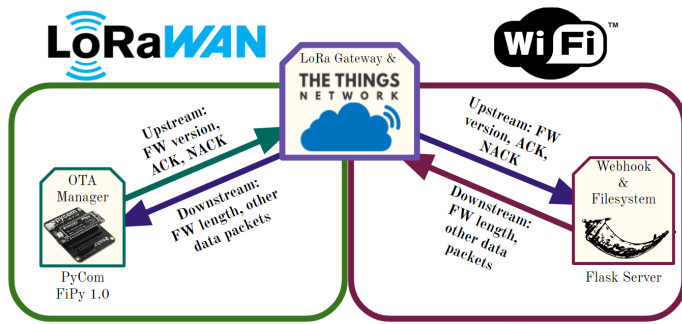 LoRaWAN
WiFi™
LoRa Gateway &
THE THINGS
NETWORK
Upstream:
FW version,
ACK, NACK
Downstream:
FW length, other
data packets
OTA
Manager
pycom
PyCom
FiPy 1.0
Upstream: FW
version, ACK,
NACK
Downstream:
FW length,
other data
packets
Webhook
&
Filesystem
Flask Server